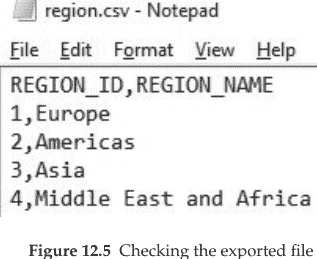 region.csv - Notepad
File Edit Format View Help
REGION_ID,REGION_NAME
1,Europe
2,Americas
3,Asia
4,Middle East and Africa
Figure 12.5 Checking the exported file